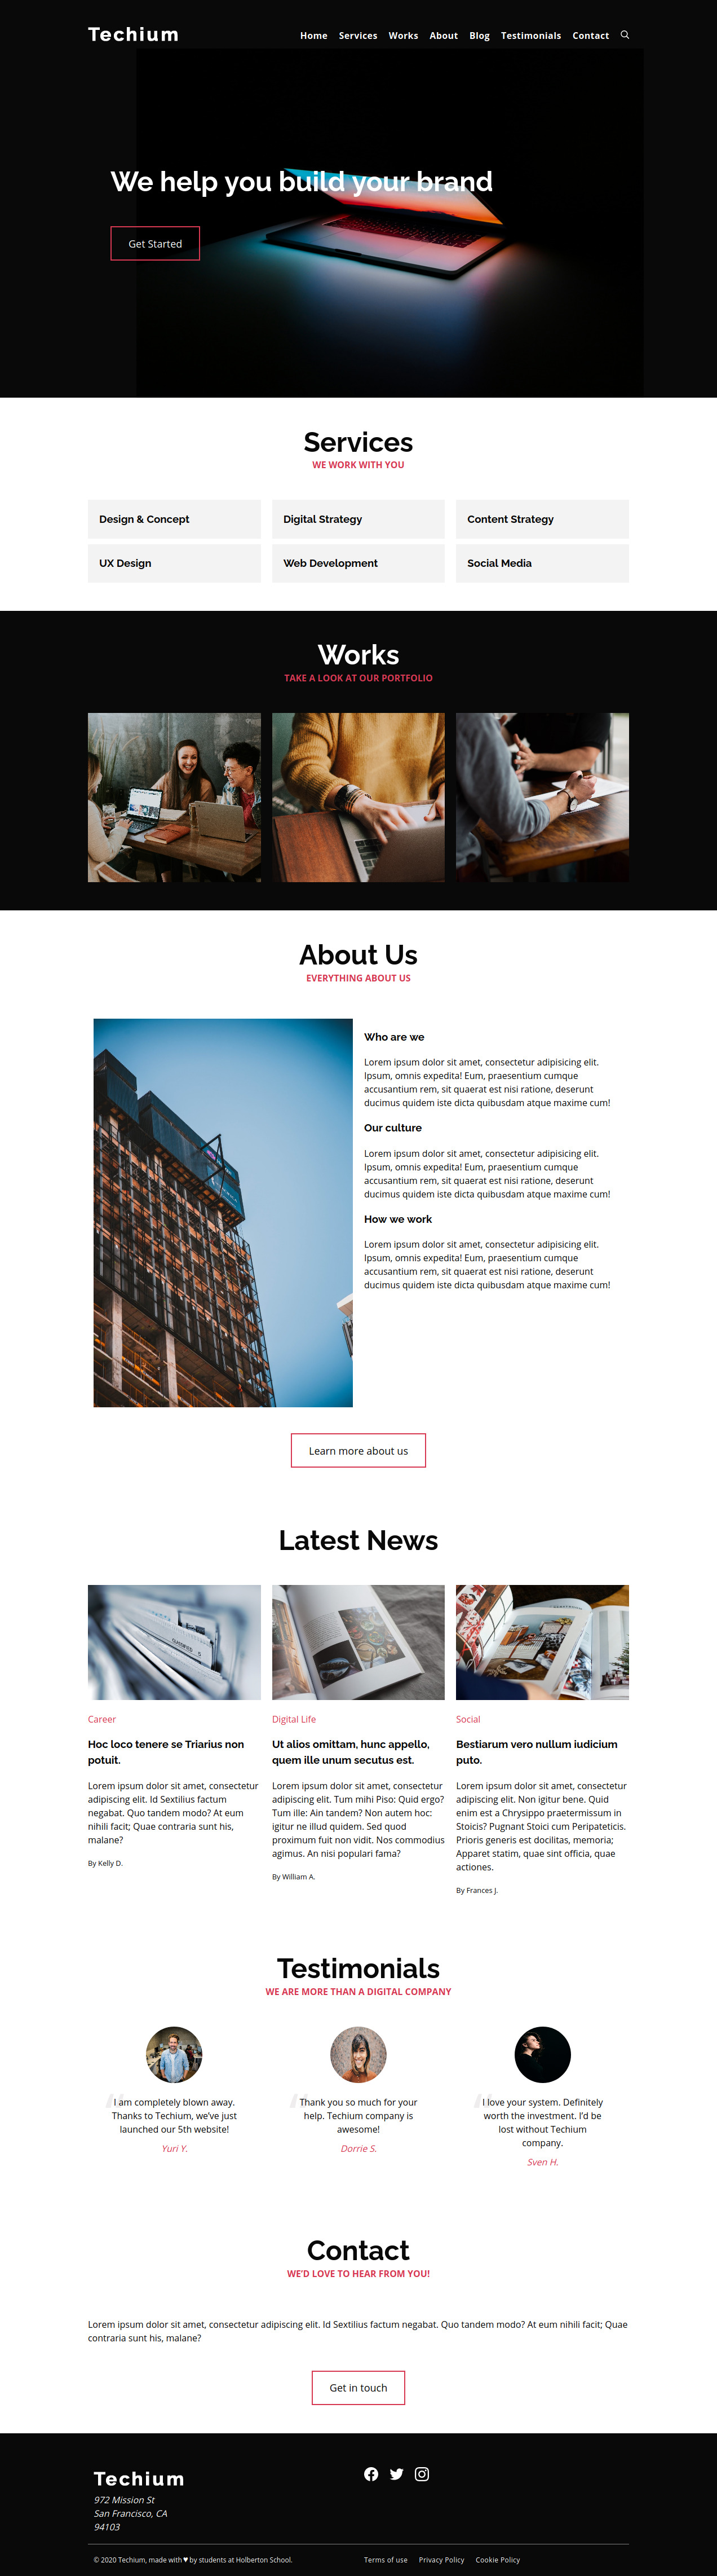 Techium
Home Services Works About Blog Testimonials Contact
We help you build your brand
Get Started
Services
WE WORK WITH YOU
Design & Concept
Digital Strategy
Content Strategy
UX Design
Web Development
Social Media
Works
TAKE A LOOK AT OUR PORTFOLIO
About Us
EVERYTHING ABOUT US
Who are we
Lorem ipsum dolor sit amet, consectetur adipisicing elit.
Ipsum, omnis expedita! Eum, praesentium cumque
accusantium rem, sit quaerat est nisi ratione, deserunt
ducimus quidem iste dicta quibusdam atque maxime cum!
Our culture
Lorem ipsum dolor sit amet, consectetur adipisicing elit.
Ipsum, omnis expedita! Eum, praesentium cumque
accusantium rem, sit quaerat est nisi ratione, deserunt
ducimus quidem iste dicta quibusdam atque maxime cum!
How we work
Lorem ipsum dolor sit amet, consectetur adipisicing elit.
Ipsum, omnis expedita! Eum, praesentium cumque
accusantium rem, sit quaerat est nisi ratione, deserunt
ducimus quidem iste dicta quibusdam atque maxime cum!
Learn more about us
Latest News
Career
Hoc loco tenere se Triarius non
potuit.
Lorem ipsum dolor sit amet, consectetur
adipiscing elit. Id Sextilius factum
negabat. Quo tandem modo? At eum
nihili facit; Quae contraria sunt his,
malane?
By Kelly D.
Digital Life
Ut alios omittam, hunc appello,
quem ille unum secutus est.
Lorem ipsum dolor sit amet, consectetur
adipiscing elit. Tum mihi Piso: Quid ergo?
Tum ille: Ain tandem? Non autem hoc:
igitur ne illud quidem. Sed quod
proximum fuit non vidit. Nos commodius
agimus. An nisi populari fama?
By William A.
Social
Bestiarum vero nullum iudicium
puto.
Lorem ipsum dolor sit amet, consectetur
adipiscing elit. Non igitur bene. Quid
enim est a Chrysippo praetermissum in
Stoicis? Pugnant Stoici cum Peripateticis.
Prioris generis est docilitas, memoria;
Apparet statim, quae sint officia, quae
actiones.
By Frances J.
Testimonials
WE ARE MORE THAN A DIGITAL COMPANY
I am completely blown away.
Thanks to Techium, we've just
launched our 5th website!
Yuri Y.
Thank you so much for your
help. Techium company is
awesome!
Dorrie S.
I love your system. Definitely
worth the investment. I'd be
lost without Techium
company.
Sven H.
Contact
WE'D LOVE TO HEAR FROM YOU!
Lorem ipsum dolor sit amet, consectetur adipiscing elit. Id Sextilius factum negabat. Quo tandem modo? At eum nihili facit; Quae
contraria sunt his, malane?
Get in touch
Techium
972 Mission St
San Francisco, CA
94103
© 2020 Techium, made with ♥ by students at Holberton School.
Terms of use Privacy Policy Cookie Policy